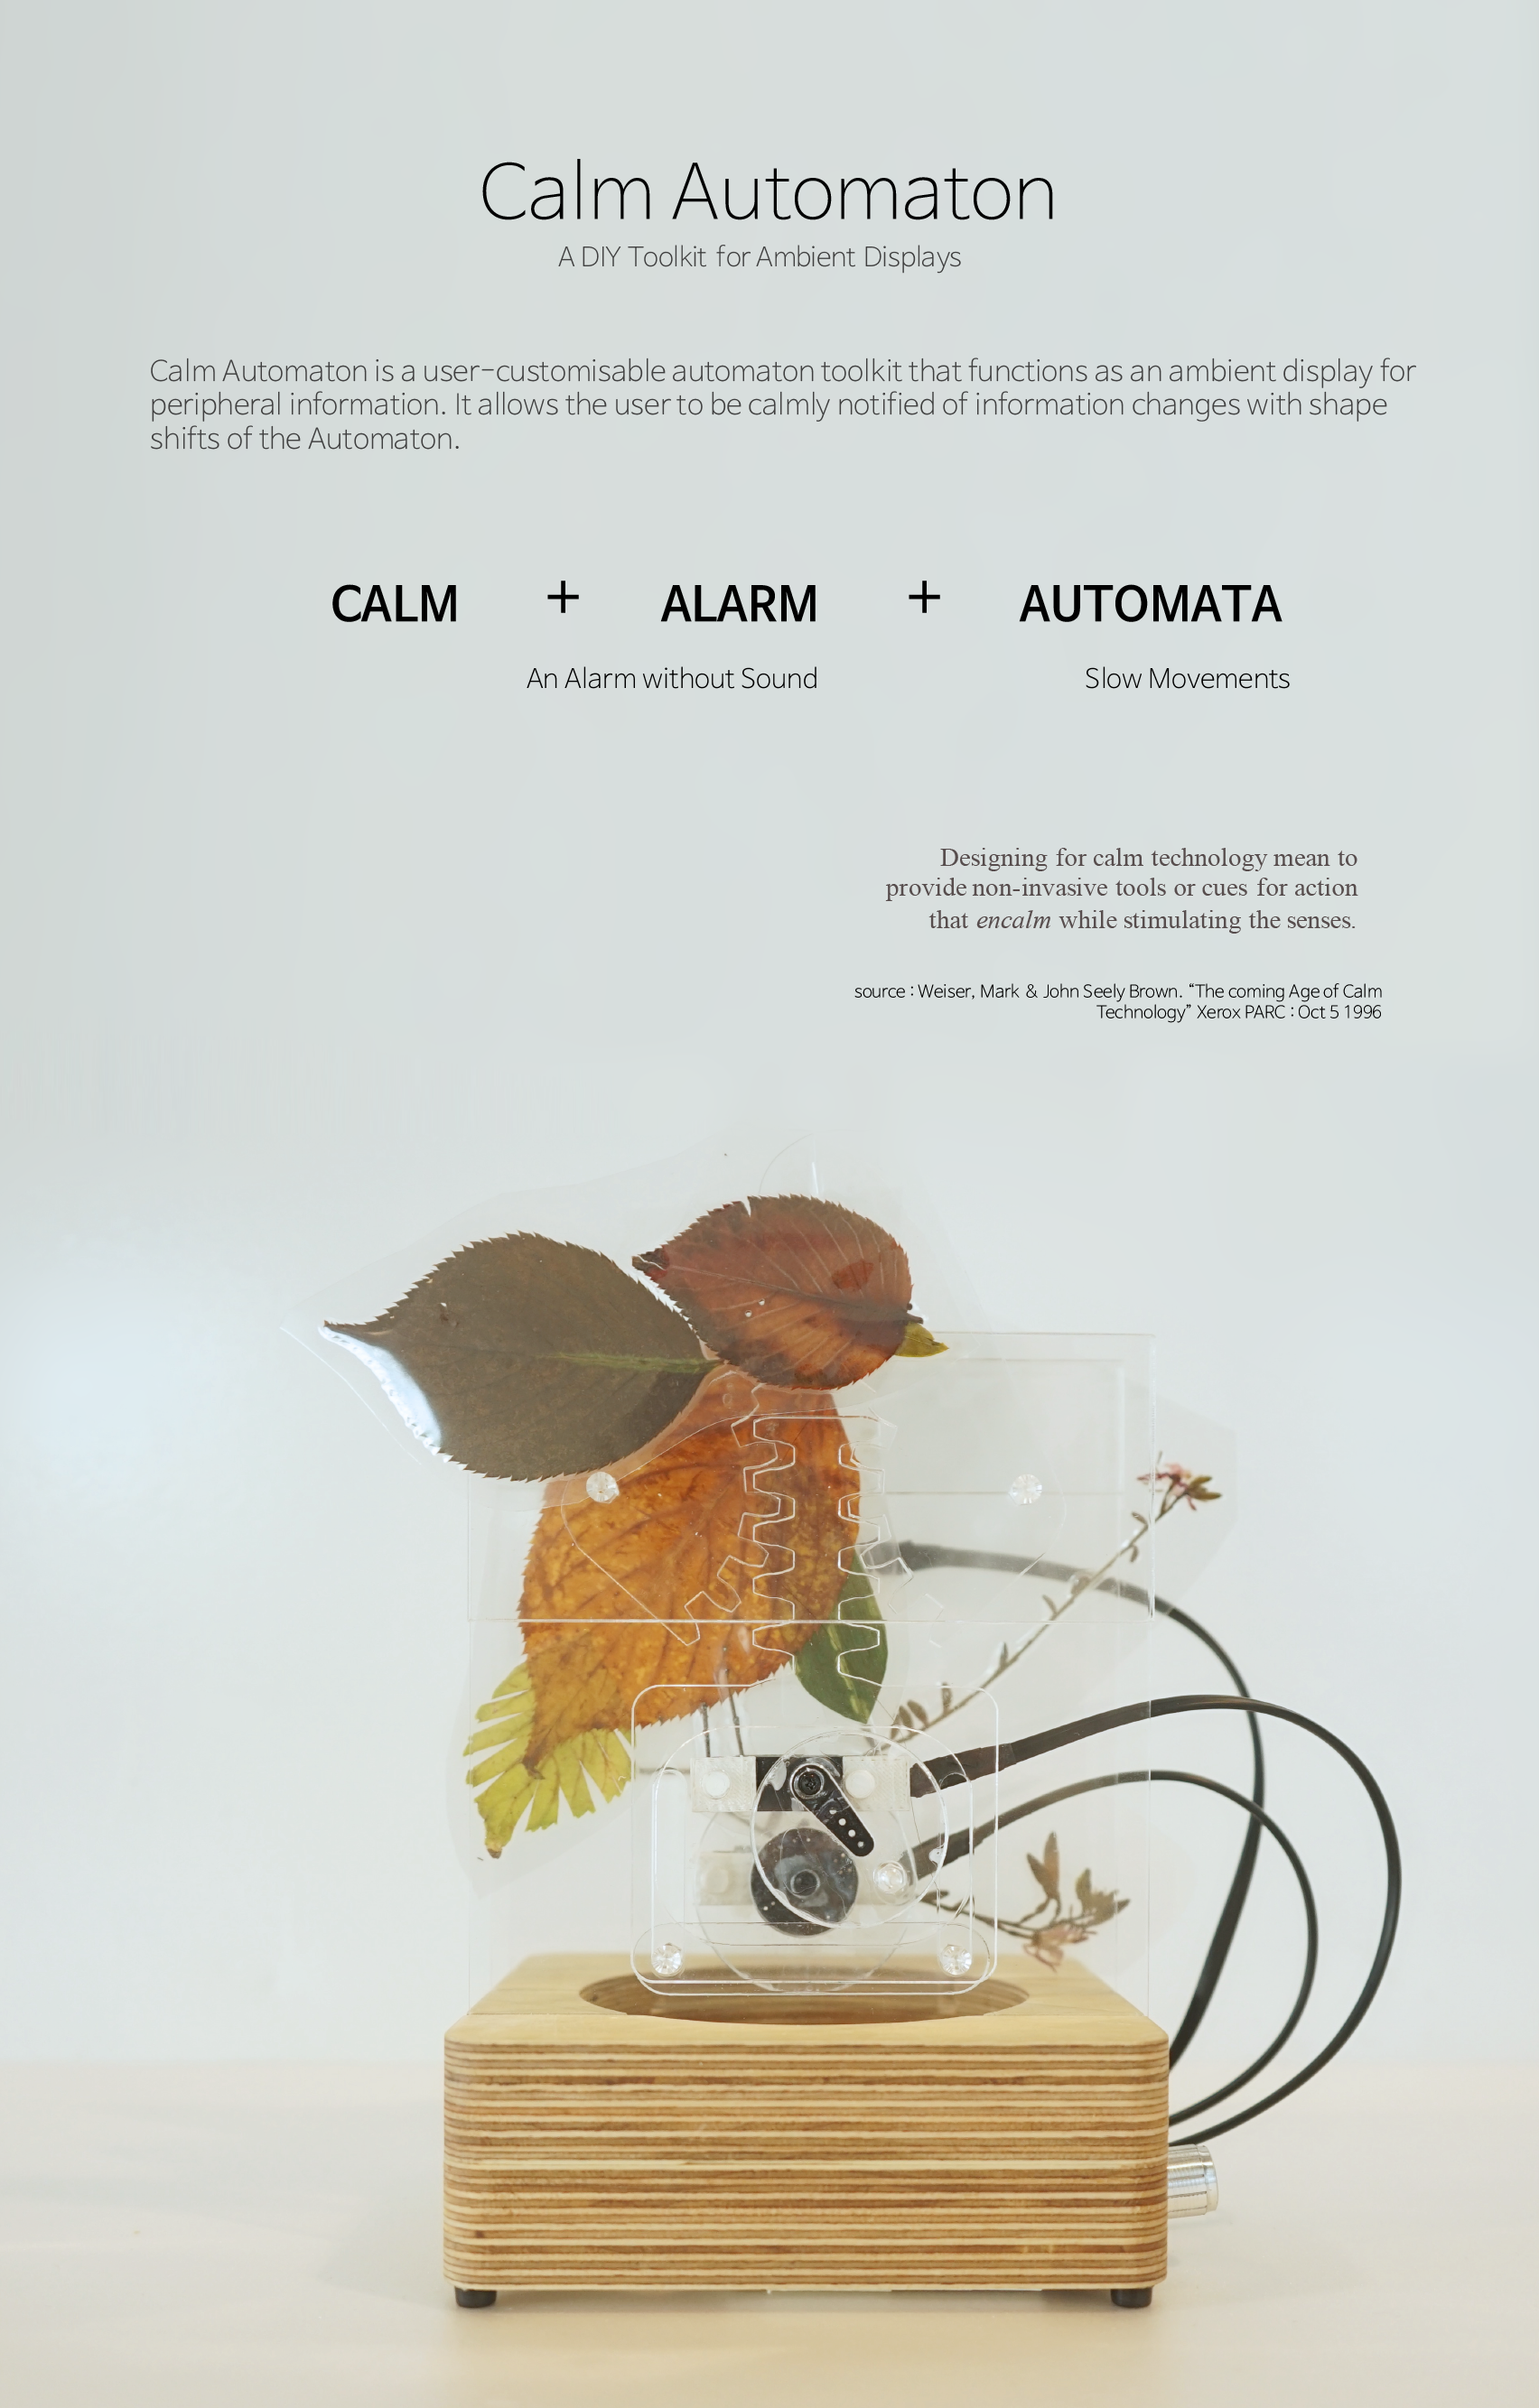 Calm Automaton
A DIY Toolkit for Ambient Displays
Calm Automaton is a user-customisable automaton toolkit that functions as an ambient display for
peripheral information. It allows the user to be calmly notified of information changes with shape
shifts of the Automaton.
CALM + ALARM + AUTOMATA
An Alarm without Sound Slow Movements
Designing for calm technology mean to
provide non-invasive tools or cues for action
that encalm while stimulating the senses.
source : Weiser, Mark & John Seely Brown. “The coming Age of Calm
Technology” Xerox PARC : Oct 5 1996